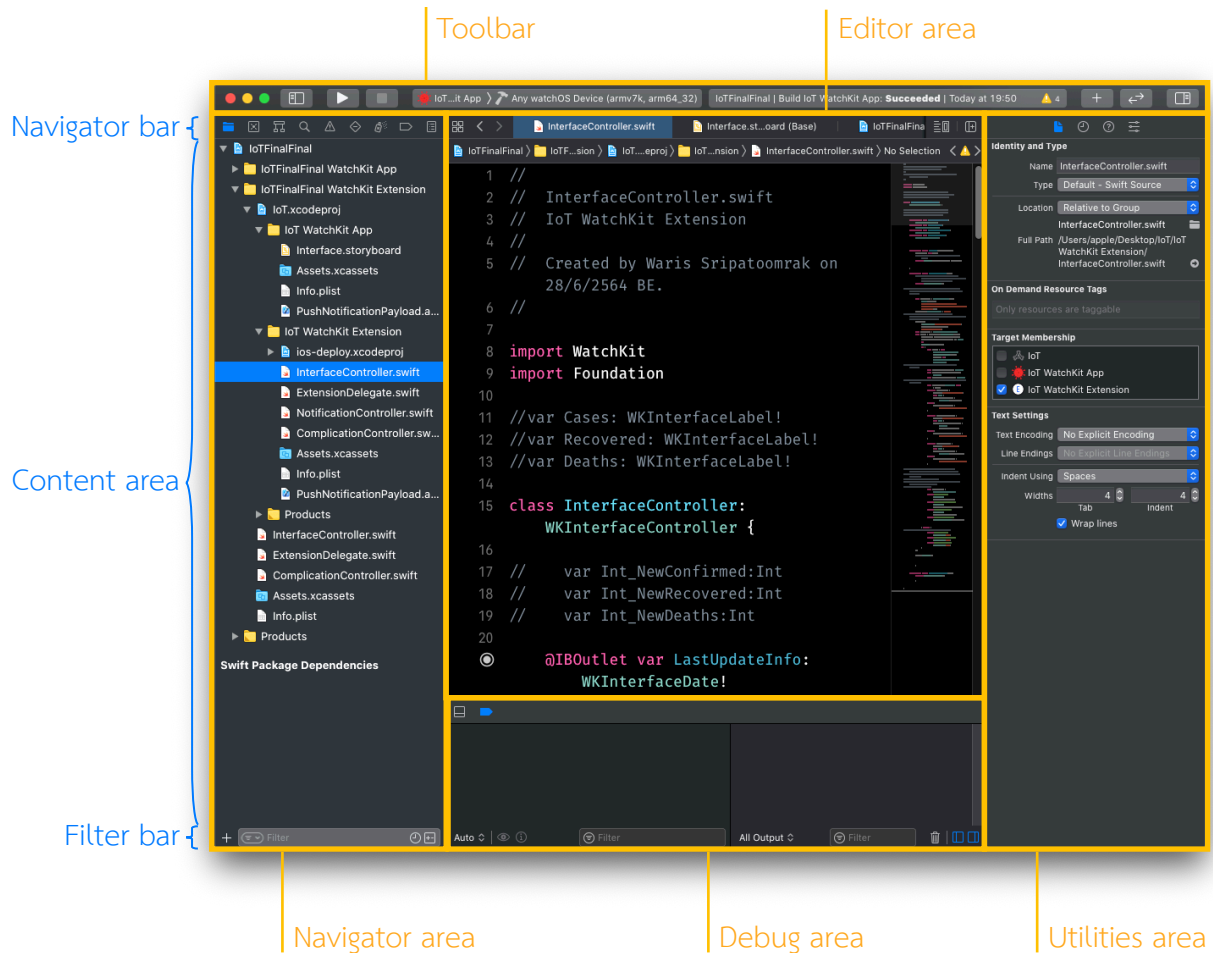 Toolbar
Editor area
IoT...it App
Any watchOS Device (armv7k, arm64_32)
IoTFinalFinal | Build IoT WatchKit App: Succeeded | Today at 19:50
4
Navigator bar
InterfaceController.swift
Interface.st...oard (Base)
IoTFinalFina
IoTFinalFinal
IoTF...sion
IoT....eproj
IoT...nsion
InterfaceController.swift
No Selection
IoTFinalFinal
IoTFinalFinal WatchKit App
IoTFinalFinal WatchKit Extension
IoT.xcodeproj
IoT WatchKit App
Interface.storyboard
Assets.xcassets
Info.plist
PushNotificationPayload.a...
IoT WatchKit Extension
ios-deploy.xcodeproj
InterfaceController.swift
ExtensionDelegate.swift
NotificationController.swift
ComplicationController.sw...
Assets.xcassets
Info.plist
PushNotificationPayload.a...
Products
InterfaceController.swift
ExtensionDelegate.swift
ComplicationController.swift
Assets.xcassets
Info.plist
Products
Swift Package Dependencies
Filter
Content area
Filter bar
1 //
2 // InterfaceController.swift
3 // IoT WatchKit Extension
4 //
5 // Created by Waris Sripatoomrak on
28/6/2564 BE.
6 //
7
8 import WatchKit
9 import Foundation
10
11 //var Cases: WKInterfaceLabel!
12 //var Recovered: WKInterfaceLabel!
13 //var Deaths: WKInterfaceLabel!
14
15 class InterfaceController:
WKInterfaceController {
16
17 // var Int_NewConfirmed:Int
18 // var Int_NewRecovered:Int
19 // var Int_NewDeaths:Int
20
@IBOutlet var LastUpdateInfo:
WKInterfaceDate!
Auto
Filter
All Output
Filter
Identity and Type
Name InterfaceController.swift
Type Default - Swift Source
Location Relative to Group
InterfaceController.swift
Full Path /Users/apple/Desktop/IoT/IoT
WatchKit Extension/
InterfaceController.swift
On Demand Resource Tags
Only resources are taggable
Target Membership
IoT
IoT WatchKit App
E IoT WatchKit Extension
Text Settings
Text Encoding No Explicit Encoding
Line Endings No Explicit Line Endings
Indent Using Spaces
Widths 4 4
Tab Indent
Wrap lines
Navigator area
Debug area
Utilities area